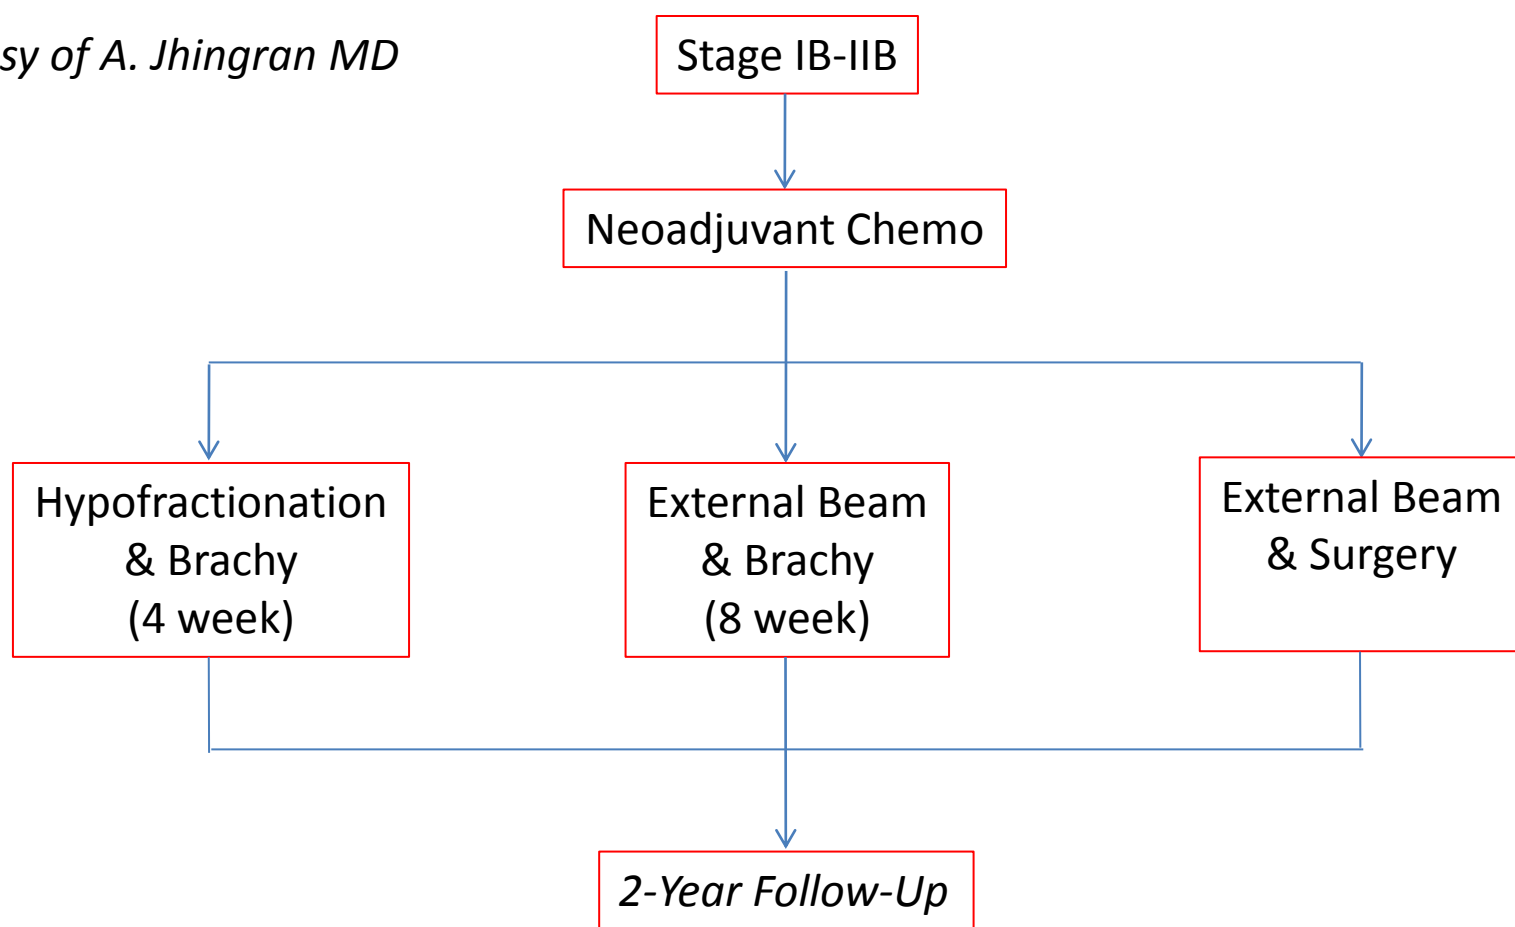 sy of A. Jhingran MD
Stage IB-IIB
Neoadjuvant Chemo
Hypofractionation
& Brachy
(4 week)
External Beam
& Brachy
(8 week)
External Beam
& Surgery
2-Year Follow-Up